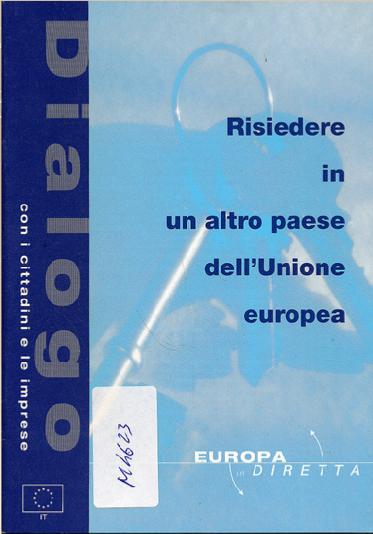 Dialogo
con i cittadini e le imprese
Risiedere
in
un altro paese
dell'Unione
europea
EUROPA
in DIRETTA
M4623
IT